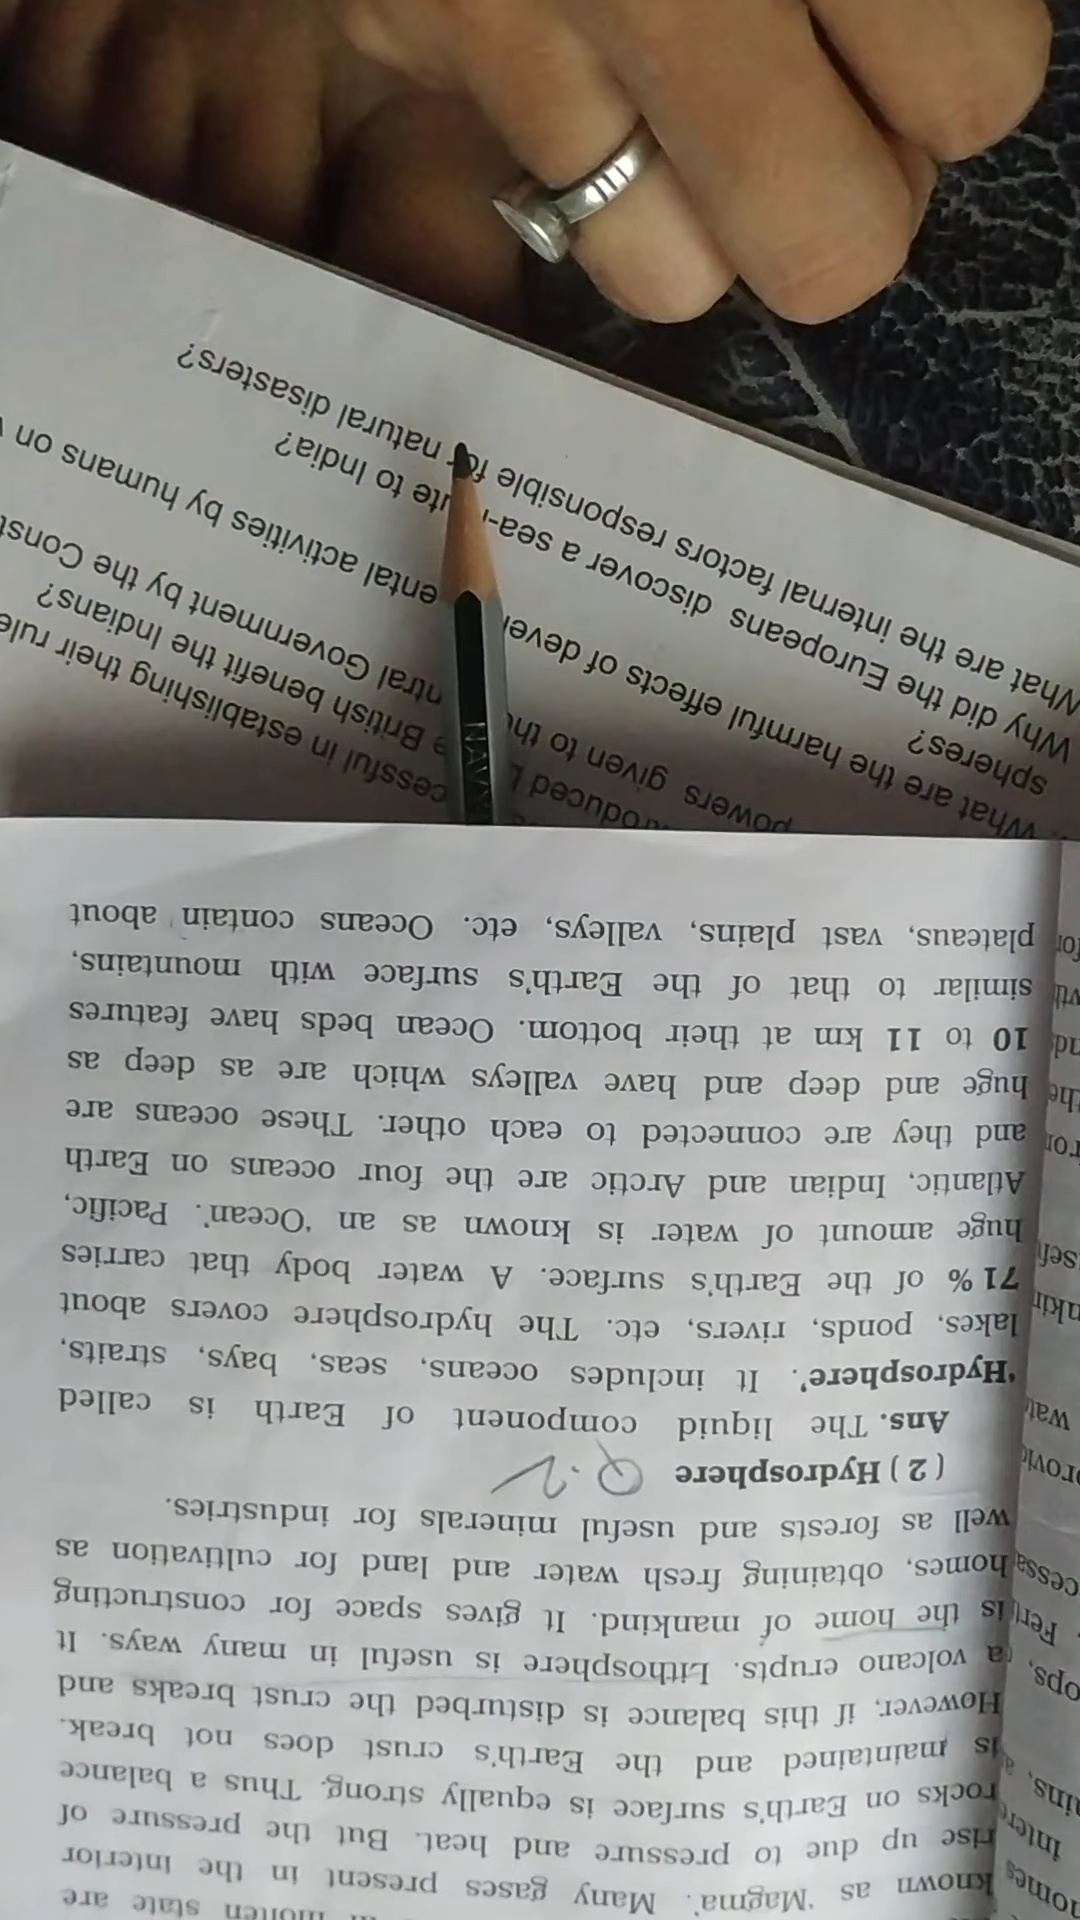 molten state are
known as 'Magma'. Many gases present in the interior
rise up due to pressure and heat. But the pressure of
rocks on Earth's surface is equally strong. Thus a balance
is maintained and the Earth's crust does not break.
However, if this balance is disturbed the crust breaks and
a volcano erupts. Lithosphere is useful in many ways. It
is the home of mankind. It gives space for constructing
homes, obtaining fresh water and land for cultivation as
well as forests and useful minerals for industries.
( 2 ) Hydrosphere Q.2
Ans. The liquid component of Earth is called
'Hydrosphere'. It includes oceans, seas, bays, straits,
lakes, ponds, rivers, etc. The hydrosphere covers about
71 % of the Earth's surface. A water body that carries
huge amount of water is known as an 'Ocean'. Pacific,
Atlantic, Indian and Arctic are the four oceans on Earth
and they are connected to each other. These oceans are
huge and deep and have valleys which are as deep as
10 to 11 km at their bottom. Ocean beds have features
similar to that of the Earth's surface with mountains,
plateaus, vast plains, valleys, etc. Oceans contain about
in establishing their rule
British benefit the Indians?
powers given to the Government by the
What are the harmful effects of activities by humans on
spheres?
Why did the Europeans discover a sea- to India?
What are the internal factors responsible for natural disasters?